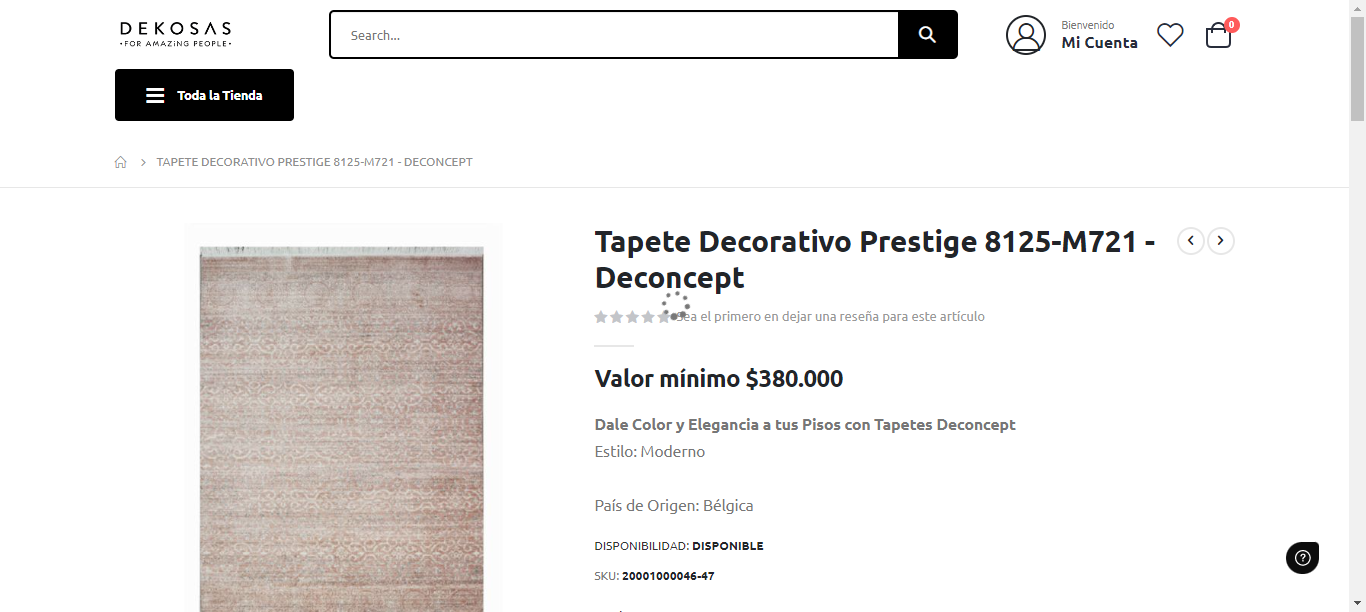 DEKOSAS
•FOR AMAZING PEOPLE•
Search...
Bienvenido
Mi Cuenta
0
Toda la Tienda
TAPETE DECORATIVO PRESTIGE 8125-M721 - DECONCEPT
Tapete Decorativo Prestige 8125-M721 -
Deconcept
Sea el primero en dejar una reseña para este artículo
Valor mínimo $380.000
Dale Color y Elegancia a tus Pisos con Tapetes Deconcept
Estilo: Moderno
País de Origen: Bélgica
DISPONIBILIDAD: DISPONIBLE
SKU: 20001000046-47